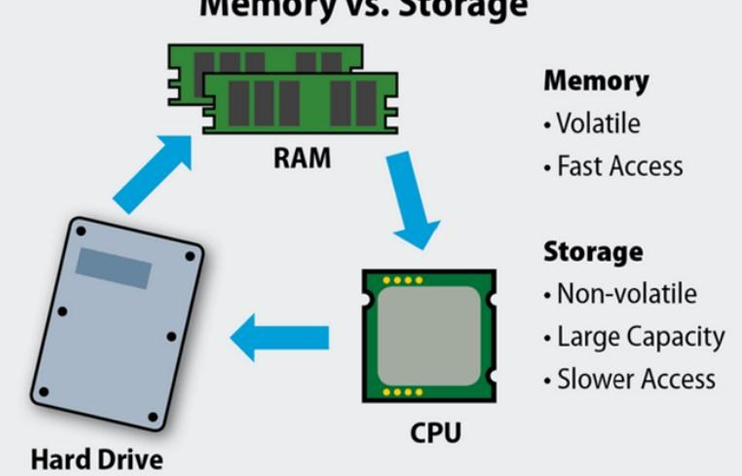 Memory vs. Storage
RAM
Memory
• Volatile
• Fast Access
Storage
• Non-volatile
• Large Capacity
• Slower Access
CPU
Hard Drive